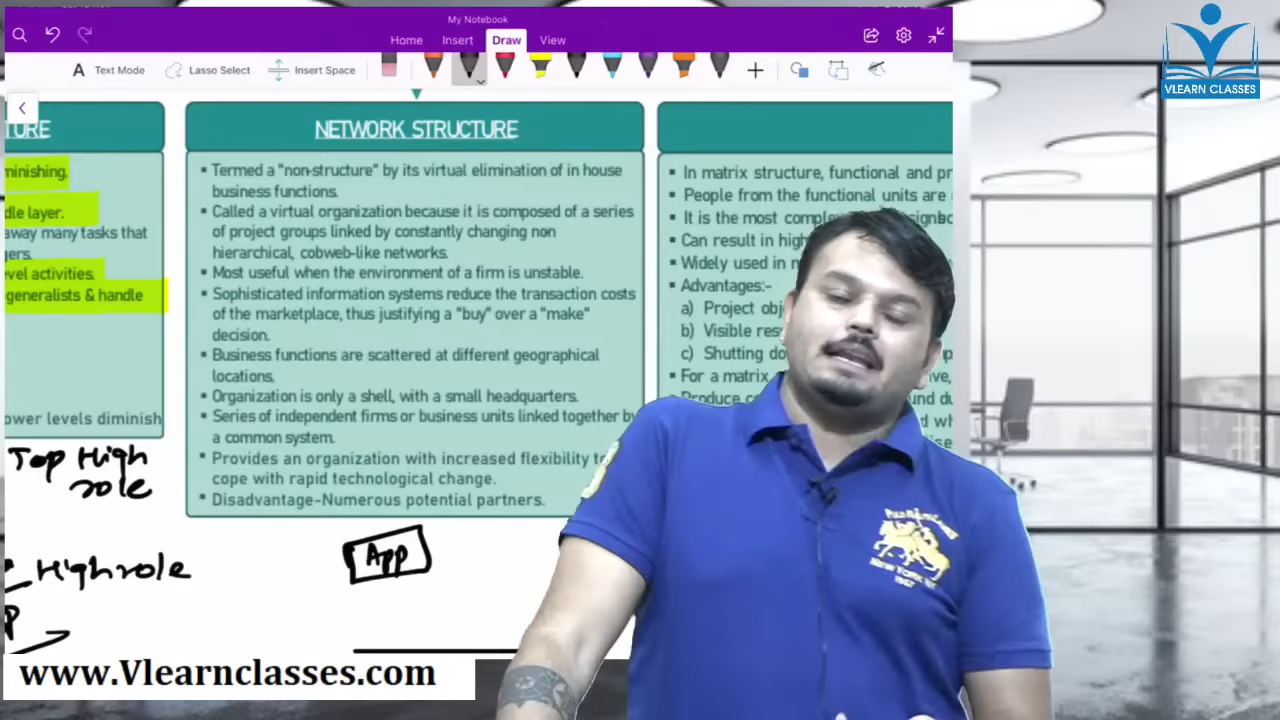 My Notebook
Home Insert Draw View
VLEARN CLASSES
Text Mode Lasso Select Insert Space
TURE
minishing.
dle layer.
away many tasks that
gers.
evel activities.
generalists & handle
ower levels diminish
NETWORK STRUCTURE
▪ Termed a "non-structure" by its virtual elimination of in house
business functions.
▪ Called a virtual organization because it is composed of a series
of project groups linked by constantly changing non
hierarchical, cobweb-like networks.
▪ Most useful when the environment of a firm is unstable.
▪ Sophisticated information systems reduce the transaction costs
of the marketplace, thus justifying a "buy" over a "make"
decision.
▪ Business functions are scattered at different geographical
locations.
▪ Organization is only a shell, with a small headquarters.
▪ Series of independent firms or business units linked together by
a common system.
▪ Provides an organization with increased flexibility to
cope with rapid technological change.
▪ Disadvantage-Numerous potential partners.
▪ In matrix structure, functional and pr
▪ People from the functional units are
▪ It is the most comple
▪ Can result in high
▪ Widely used in
▪ Advantages:-
a) Project obj
b) Visible res
c) Shutting do
▪ For a matrix
Top High
role
High role
App
www.Vlearnclasses.com
NEW YORK